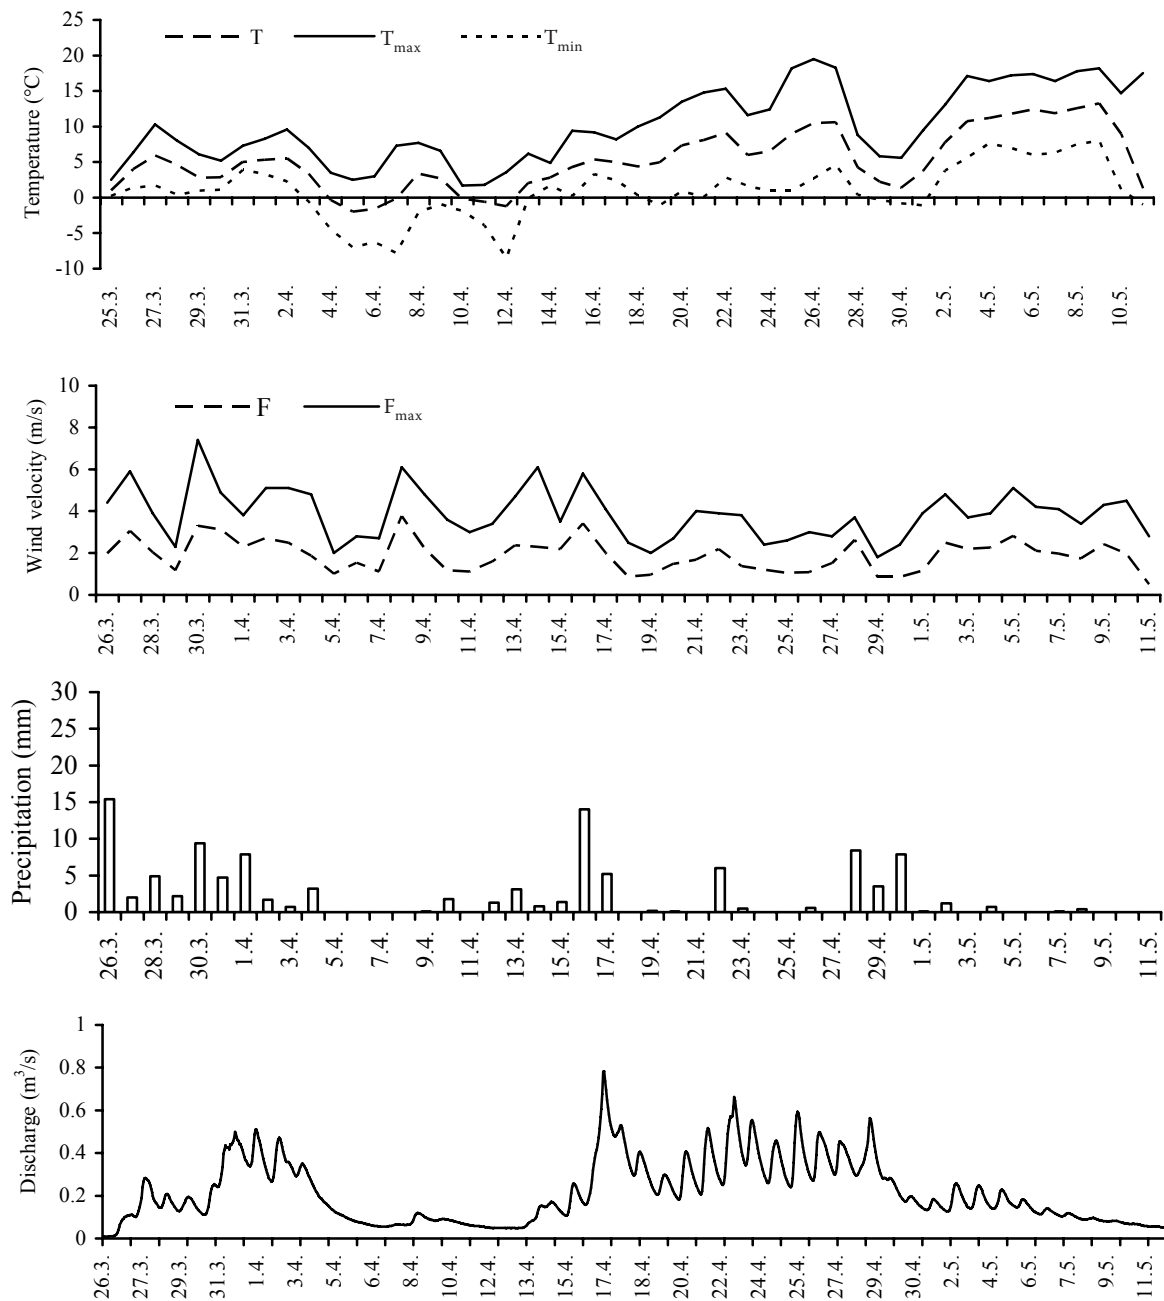 25
20
15
10
5
0
-5
-10
Temperature (°C)
T T_max T_min
25.3. 27.3. 29.3. 31.3. 2.4. 4.4. 6.4. 8.4. 10.4. 12.4. 14.4. 16.4. 18.4. 20.4. 22.4. 24.4. 26.4. 28.4. 30.4. 2.5. 4.5. 6.5. 8.5. 10.5.
10
8
6
4
2
0
Wind velocity (m/s)
F F_max
26.3. 28.3. 30.3. 1.4. 3.4. 5.4. 7.4. 9.4. 11.4. 13.4. 15.4. 17.4. 19.4. 21.4. 23.4. 25.4. 27.4. 29.4. 1.5. 3.5. 5.5. 7.5. 9.5. 11.5.
30
25
20
15
10
5
0
Precipitation (mm)
26.3. 28.3. 30.3. 1.4. 3.4. 5.4. 7.4. 9.4. 11.4. 13.4. 15.4. 17.4. 19.4. 21.4. 23.4. 25.4. 27.4. 29.4. 1.5. 3.5. 5.5. 7.5. 9.5. 11.5.
1
0.8
0.6
0.4
0.2
0
Discharge (m³/s)
26.3. 27.3. 29.3. 31.3. 1.4. 3.4. 5.4. 6.4. 8.4. 10.4. 12.4. 13.4. 15.4. 17.4. 18.4. 20.4. 22.4. 24.4. 25.4. 27.4. 29.4. 30.4. 2.5. 4.5. 6.5. 7.5. 9.5. 11.5.